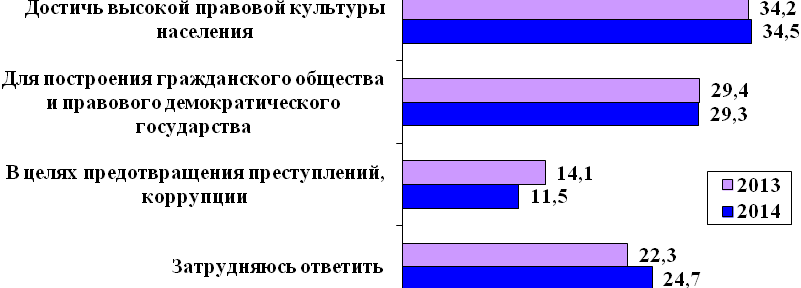 Достичь высокой правовой культуры
населения
34,2
34,5
Для построения гражданского общества
и правового демократического
государства
29,4
29,3
В целях предотвращения преступлений,
коррупции
14,1
11,5
2013
2014
Затрудняюсь ответить
22,3
24,7